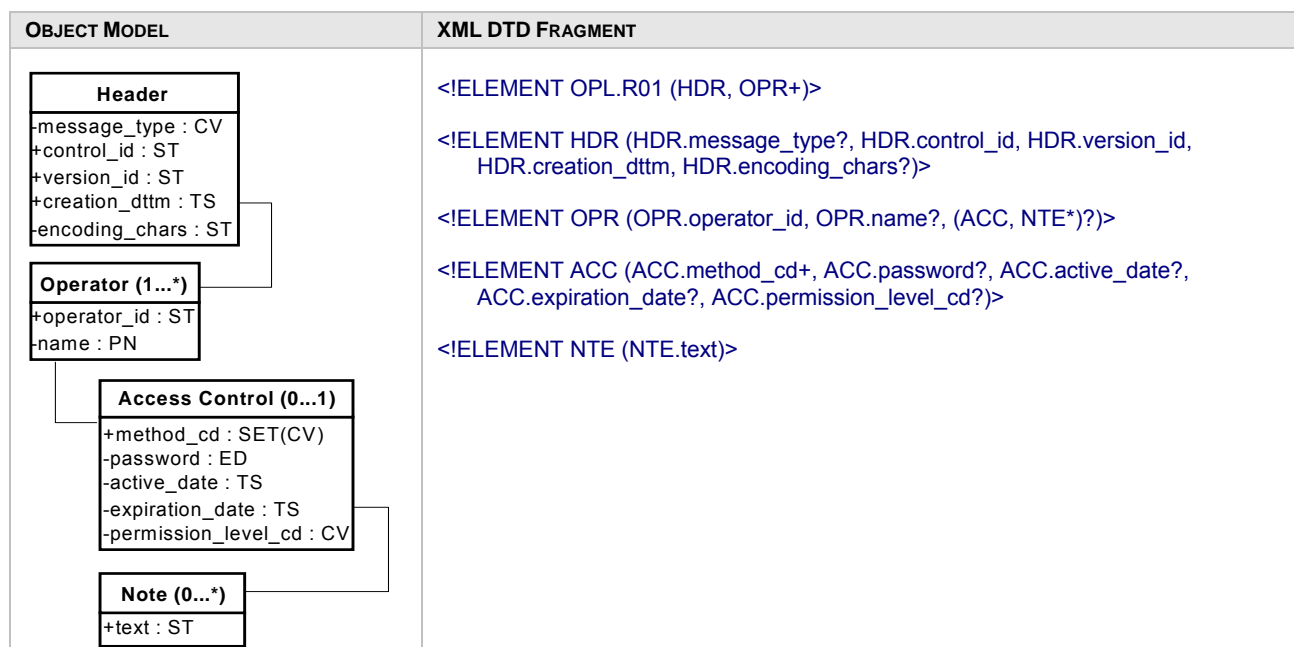 OBJECT MODEL
XML DTD FRAGMENT
Header
-message_type : CV
+control_id : ST
+version_id : ST
+creation_dttm : TS
-encoding_chars : ST
Operator (1...*)
+operator_id : ST
-name : PN
Access Control (0...1)
+method_cd : SET(CV)
-password : ED
-active_date : TS
-expiration_date : TS
-permission_level_cd : CV
Note (0...*)
+text : ST
<!ELEMENT OPL.R01 (HDR, OPR+)>
<!ELEMENT HDR (HDR.message_type?, HDR.control_id, HDR.version_id,
HDR.creation_dttm, HDR.encoding_chars?)>
<!ELEMENT OPR (OPR.operator_id, OPR.name?, (ACC, NTE*)?)>
<!ELEMENT ACC (ACC.method_cd+, ACC.password?, ACC.active_date?,
ACC.expiration_date?, ACC.permission_level_cd?)>
<!ELEMENT NTE (NTE.text)>